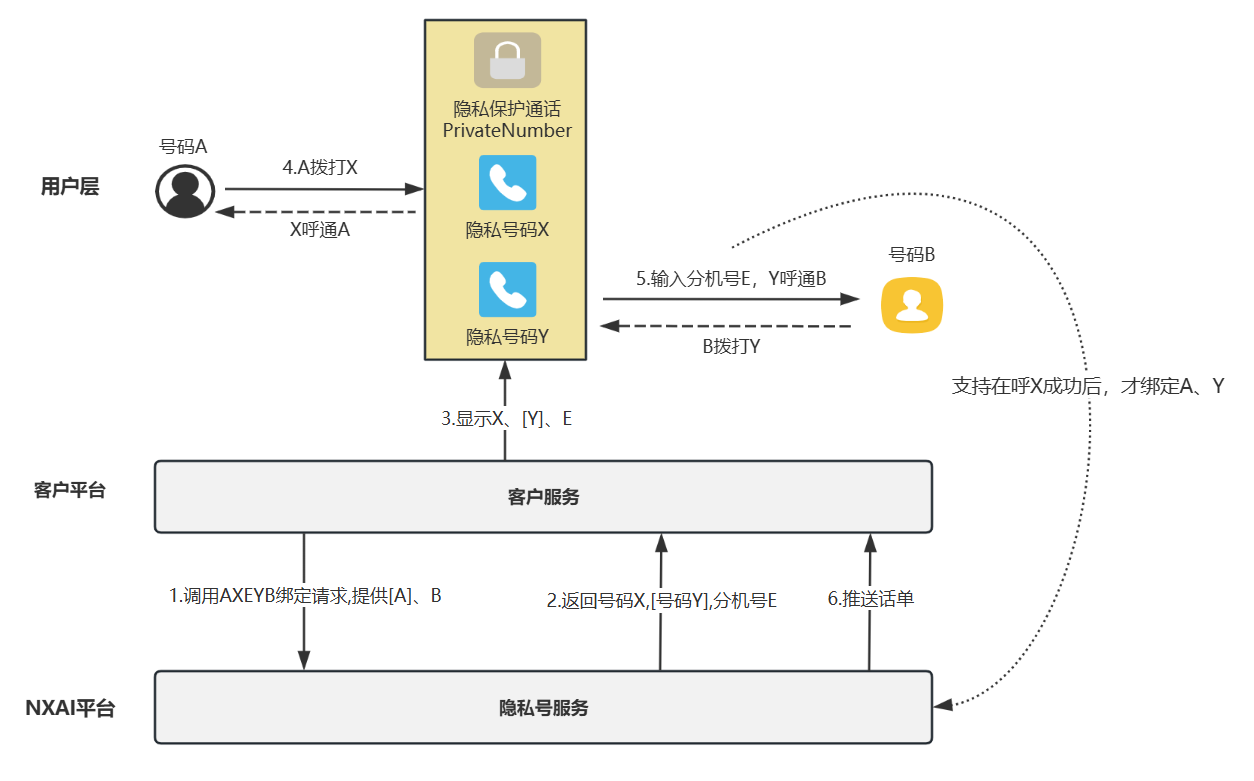 隐私保护通话
PrivateNumber
号码A
用户层
4.A拨打X
X呼通A
隐私号码X
号码B
5.输入分机号E，Y呼通B
隐私号码Y
B拨打Y
支持在呼X成功后，才绑定A、Y
3.显示X、[Y]、E
客户平台
客户服务
1.调用AXEYB绑定请求,提供[A]、B
2.返回号码X,[号码Y],分机号E
6.推送话单
NXAI平台
隐私号服务